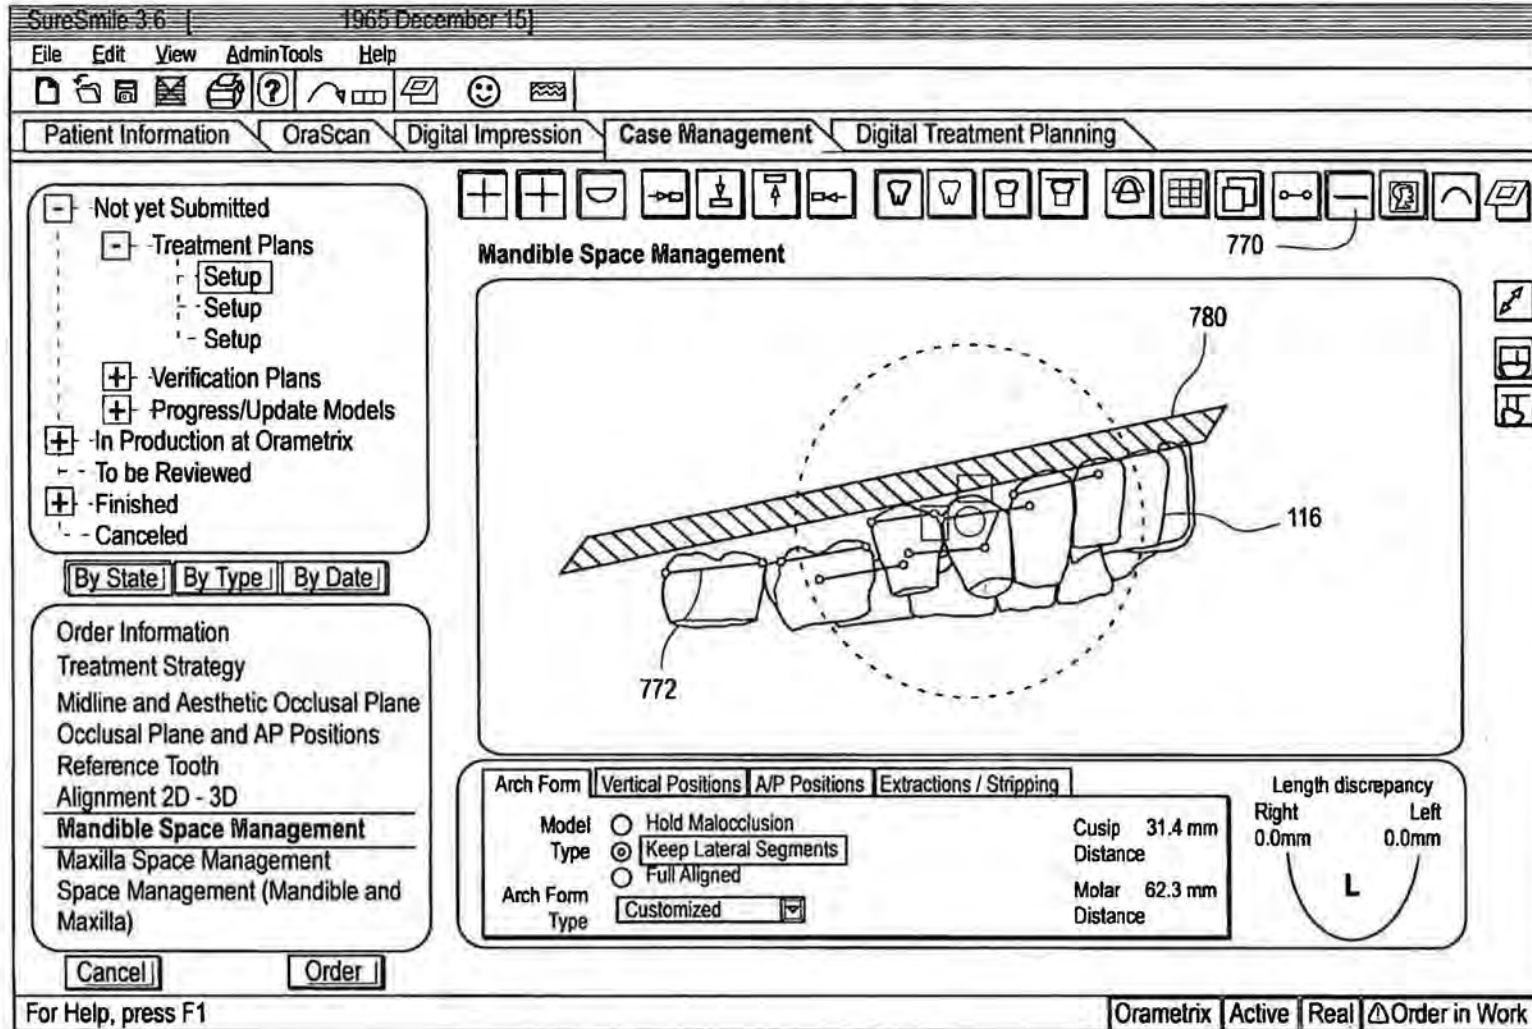 SureSmile 3.6 - [ 1965 December 15]
File Edit View AdminTools Help
Patient Information OraScan Digital Impression Case Management Digital Treatment Planning
Not yet Submitted
Treatment Plans
Setup
Setup
Setup
Verification Plans
Progress/Update Models
In Production at Orametrix
To be Reviewed
Finished
Canceled
By State By Type By Date
Order Information
Treatment Strategy
Midline and Aesthetic Occlusal Plane
Occlusal Plane and AP Positions
Reference Tooth
Alignment 2D - 3D
Mandible Space Management
Maxilla Space Management
Space Management (Mandible and
Maxilla)
Cancel Order
770
Mandible Space Management
780
116
772
Arch Form Vertical Positions A/P Positions Extractions / Stripping
Model Type
Hold Malocclusion
Keep Lateral Segments
Full Aligned
Arch Form Type
Customized
Cusip Distance 31.4 mm
Molar Distance 62.3 mm
Length discrepancy
Right Left
0.0mm 0.0mm
L
For Help, press F1
Orametrix Active Real Order in Work